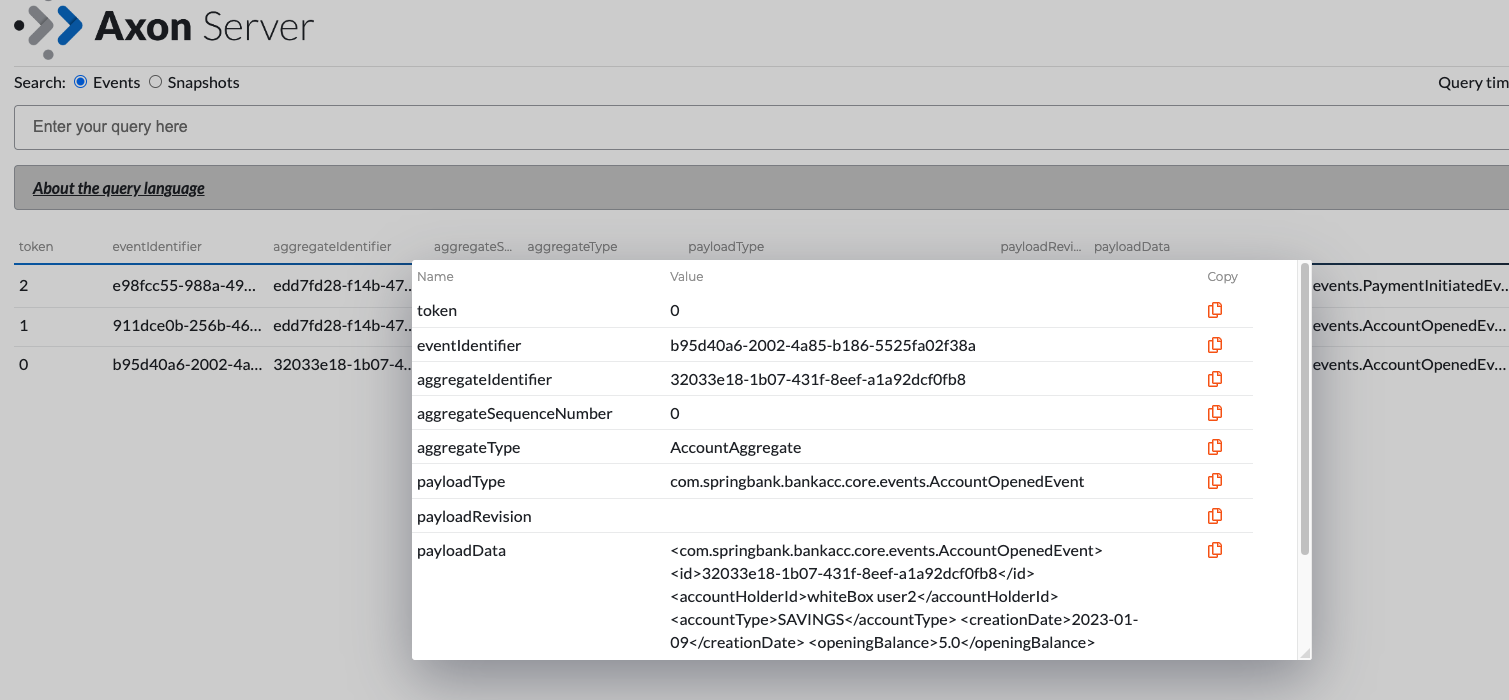 Axon Server
Search: Events Snapshots Query tim
Enter your query here
About the query language
token eventIdentifier aggregateIdentifier aggregateS... aggregateType payloadType payloadRevi... payloadData
2 e98fcc55-988a-49... edd7fd28-f14b-47... events.PaymentInitiatedEv...
1 911dce0b-256b-46... edd7fd28-f14b-47... events.AccountOpenedEv...
0 b95d40a6-2002-4a... 32033e18-1b07-4... events.AccountOpenedEv...
Name Value Copy
token 0
eventIdentifier b95d40a6-2002-4a85-b186-5525fa02f38a
aggregateIdentifier 32033e18-1b07-431f-8eef-a1a92dcf0fb8
aggregateSequenceNumber 0
aggregateType AccountAggregate
payloadType com.springbank.bankacc.core.events.AccountOpenedEvent
payloadRevision
payloadData <com.springbank.bankacc.core.events.AccountOpenedEvent>
<id>32033e18-1b07-431f-8eef-a1a92dcf0fb8</id>
<accountHolderId>whiteBox user2</accountHolderId>
<accountType>SAVINGS</accountType> <creationDate>2023-01-
09</creationDate> <openingBalance>5.0</openingBalance>